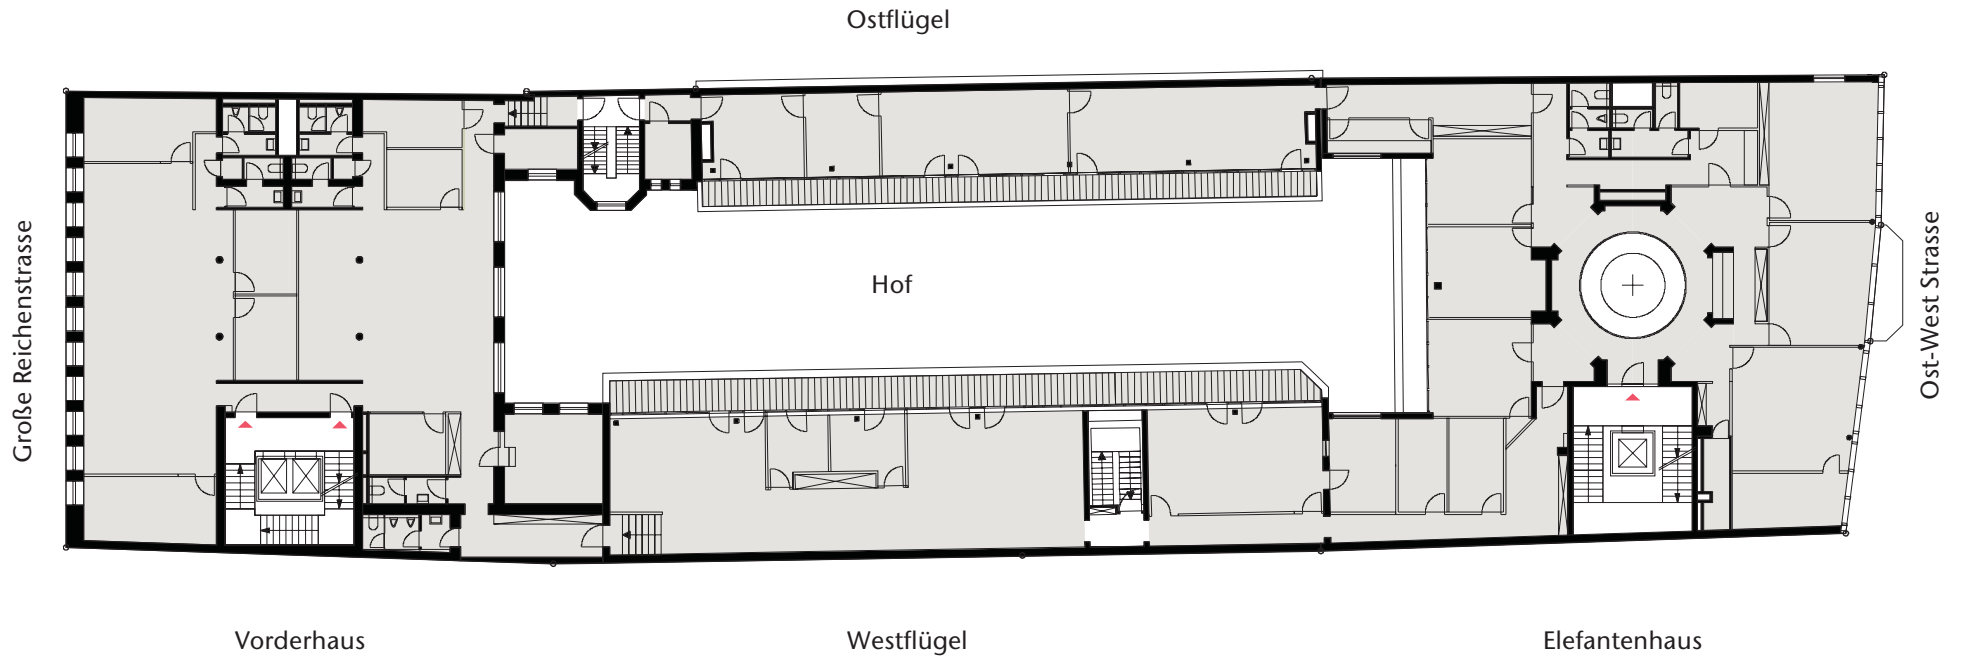 Ostflügel
Große Reichenstrasse
Hof
Ost-West Strasse
Vorderhaus
Westflügel
Elefantenhaus